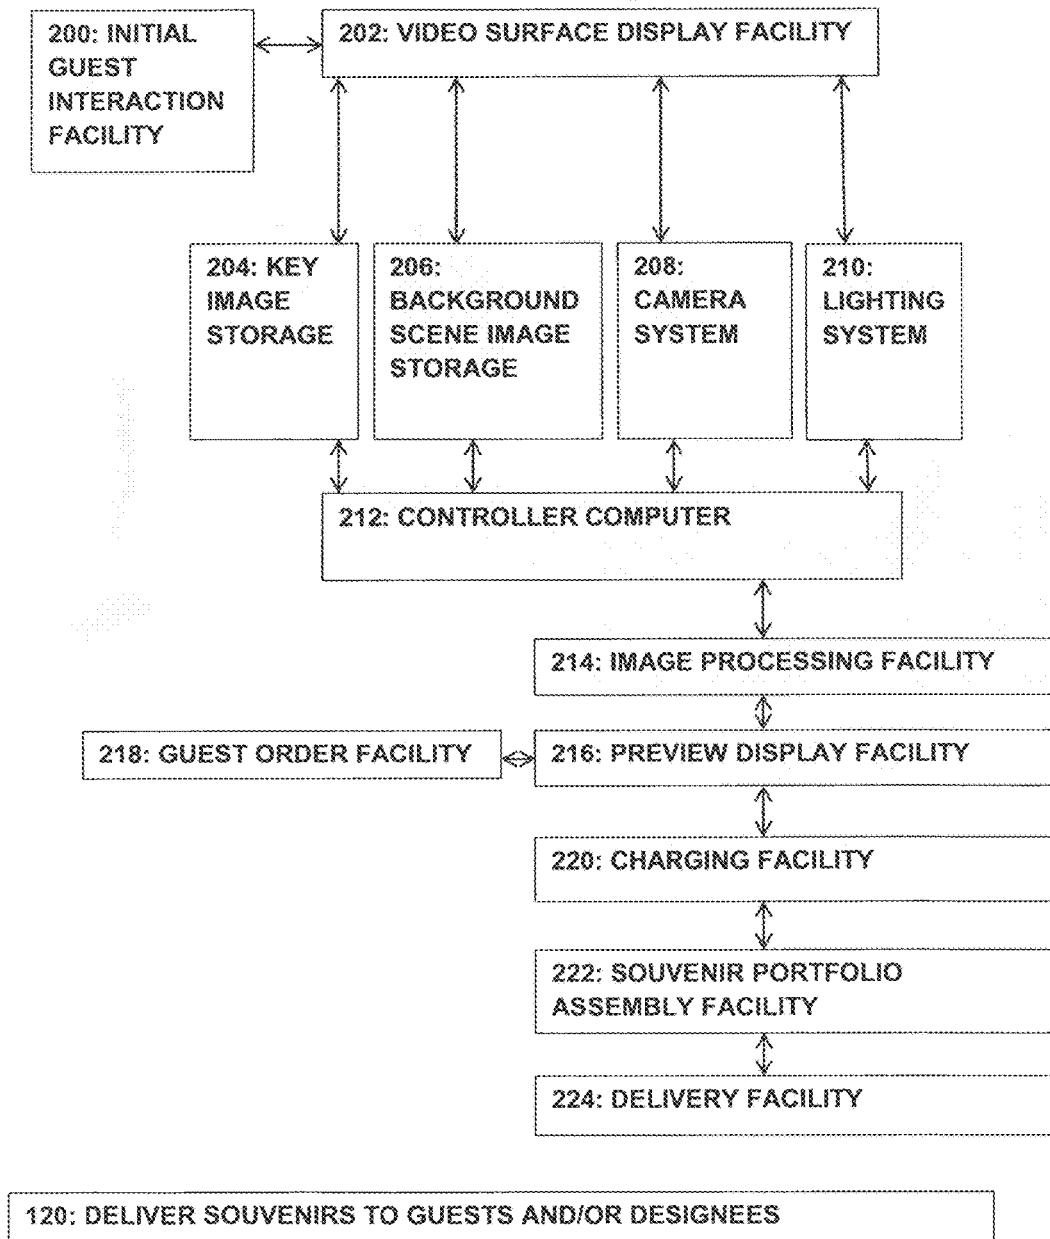 200: INITIAL
GUEST
INTERACTION
FACILITY
202: VIDEO SURFACE DISPLAY FACILITY
204: KEY
IMAGE
STORAGE
206:
BACKGROUND
SCENE IMAGE
STORAGE
208:
CAMERA
SYSTEM
210:
LIGHTING
SYSTEM
212: CONTROLLER COMPUTER
214: IMAGE PROCESSING FACILITY
218: GUEST ORDER FACILITY
216: PREVIEW DISPLAY FACILITY
220: CHARGING FACILITY
222: SOUVENIR PORTFOLIO
ASSEMBLY FACILITY
224: DELIVERY FACILITY
120: DELIVER SOUVENIRS TO GUESTS AND/OR DESIGNEES